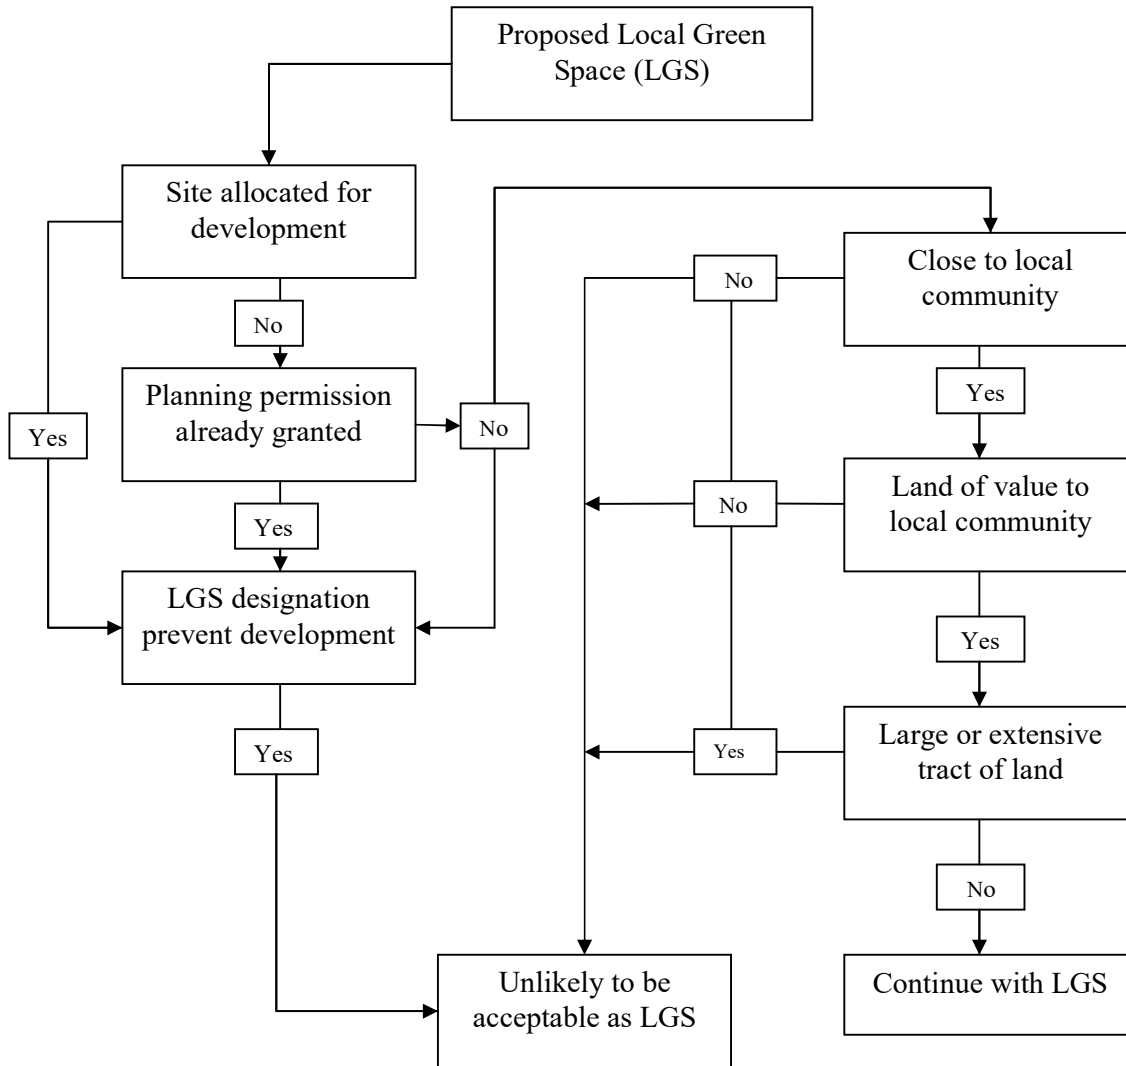 Proposed Local Green
Space (LGS)
Site allocated for
development
No
Yes
Planning permission
already granted
No
Yes
LGS designation
prevent development
Yes
Close to local
community
No
Yes
Land of value to
local community
No
Yes
Large or extensive
tract of land
Yes
No
Unlikely to be
acceptable as LGS
Continue with LGS